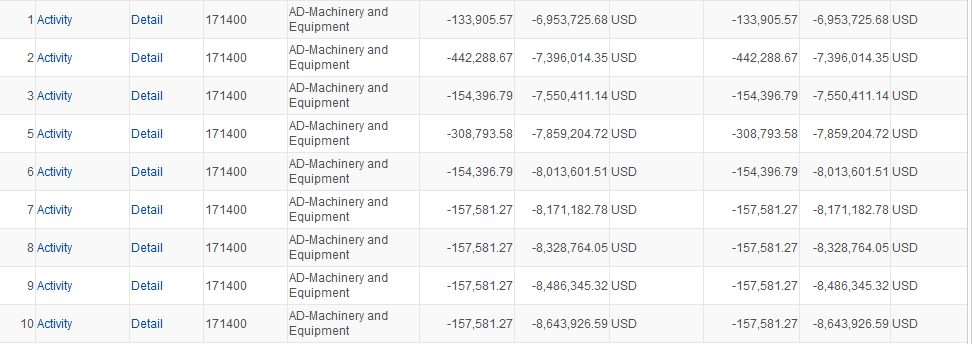 1 Activity Detail 171400 AD-Machinery and Equipment -133,905.57 -6,953,725.68 USD -133,905.57 -6,953,725.68 USD
2 Activity Detail 171400 AD-Machinery and Equipment -442,288.67 -7,396,014.35 USD -442,288.67 -7,396,014.35 USD
3 Activity Detail 171400 AD-Machinery and Equipment -154,396.79 -7,550,411.14 USD -154,396.79 -7,550,411.14 USD
5 Activity Detail 171400 AD-Machinery and Equipment -308,793.58 -7,859,204.72 USD -308,793.58 -7,859,204.72 USD
6 Activity Detail 171400 AD-Machinery and Equipment -154,396.79 -8,013,601.51 USD -154,396.79 -8,013,601.51 USD
7 Activity Detail 171400 AD-Machinery and Equipment -157,581.27 -8,171,182.78 USD -157,581.27 -8,171,182.78 USD
8 Activity Detail 171400 AD-Machinery and Equipment -157,581.27 -8,328,764.05 USD -157,581.27 -8,328,764.05 USD
9 Activity Detail 171400 AD-Machinery and Equipment -157,581.27 -8,486,345.32 USD -157,581.27 -8,486,345.32 USD
10 Activity Detail 171400 AD-Machinery and Equipment -157,581.27 -8,643,926.59 USD -157,581.27 -8,643,926.59 USD